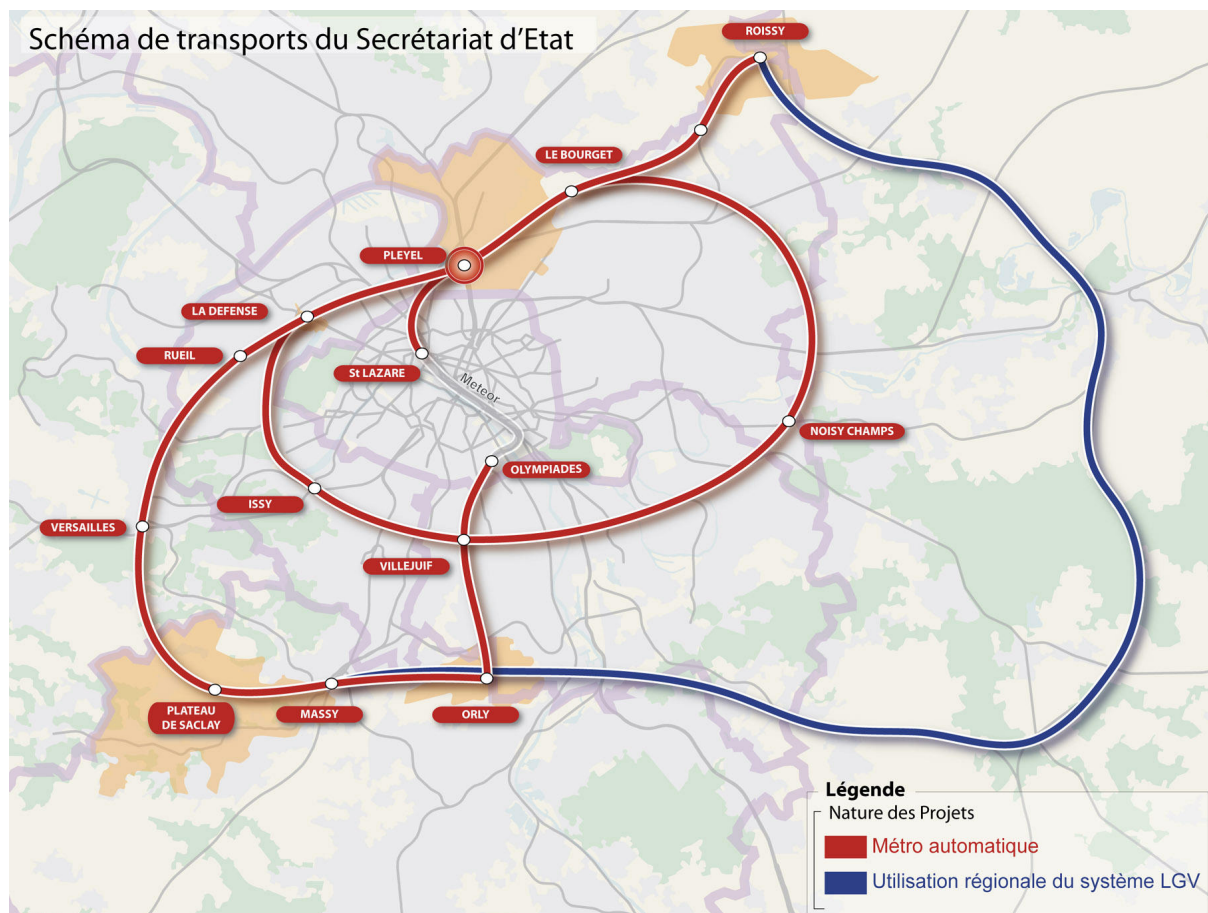 Schéma de transports du Secrétariat d'Etat
ROISSY
LE BOURGET
PLEYEL
LA DEFENSE
RUEIL
St LAZARE
Meteor
NOISY CHAMPS
OLYMPIADES
ISSY
VERSAILLES
VILLEJUIF
PLATEAU
DE SACLAY
MASSY
ORLY
Légende
Nature des Projets
Métro automatique
Utilisation régionale du système LGV